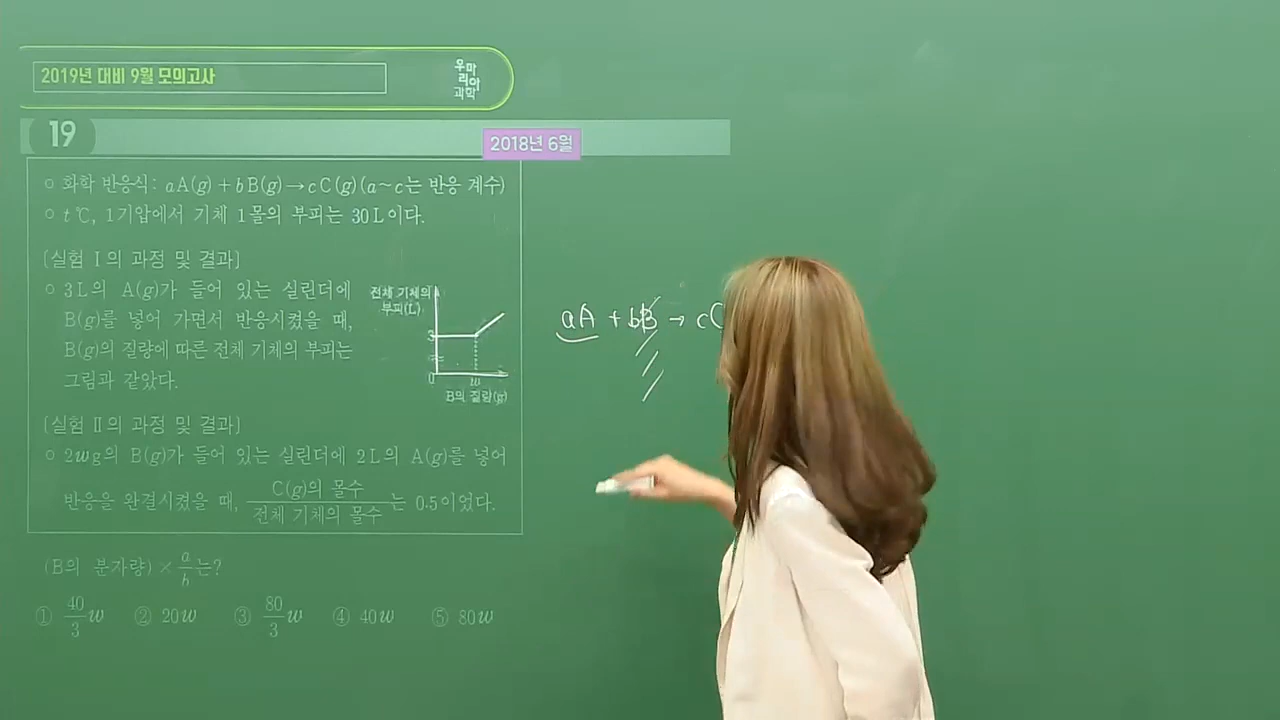 2019년 대비 9월 모의고사
우마
리아
과학
19
2018년 6월
○ 화학 반응식: aA(g)+bB(g)→cC(g)(a~c는 반응 계수)
○ t℃, 1기압에서 기체 1몰의 부피는 30L이다.
[실험 Ⅰ의 과정 및 결과]
○ 3L의 A(g)가 들어 있는 실린더에
B(g)를 넣어 가면서 반응시켰을 때,
B(g)의 질량에 따른 전체 기체의 부피는
그림과 같았다.
전체 기체의
부피(L)
3
0
w
B의 질량(g)
[실험 Ⅱ의 과정 및 결과]
○ 2wg의 B(g)가 들어 있는 실린더에 2L의 A(g)를 넣어
반응을 완결시켰을 때, C(g)의 몰수/전체 기체의 몰수 는 0.5이었다.
(B의 분자량)×a/b는?
① 40/3 w ② 20w ③ 80/3 w ④ 40w ⑤ 80w
aA + bB → cC